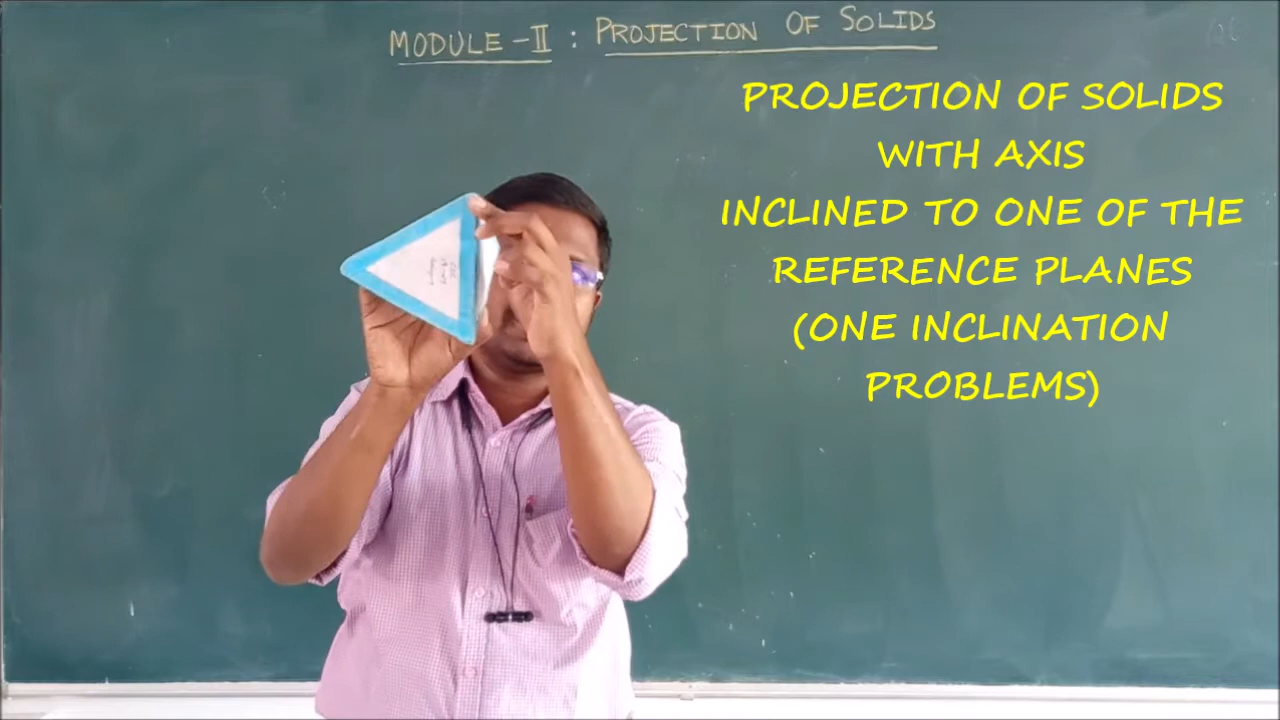 MODULE-II : PROJECTION OF SOLIDS
PROJECTION OF SOLIDS
WITH AXIS
INCLINED TO ONE OF THE
REFERENCE PLANES
(ONE INCLINATION
PROBLEMS)